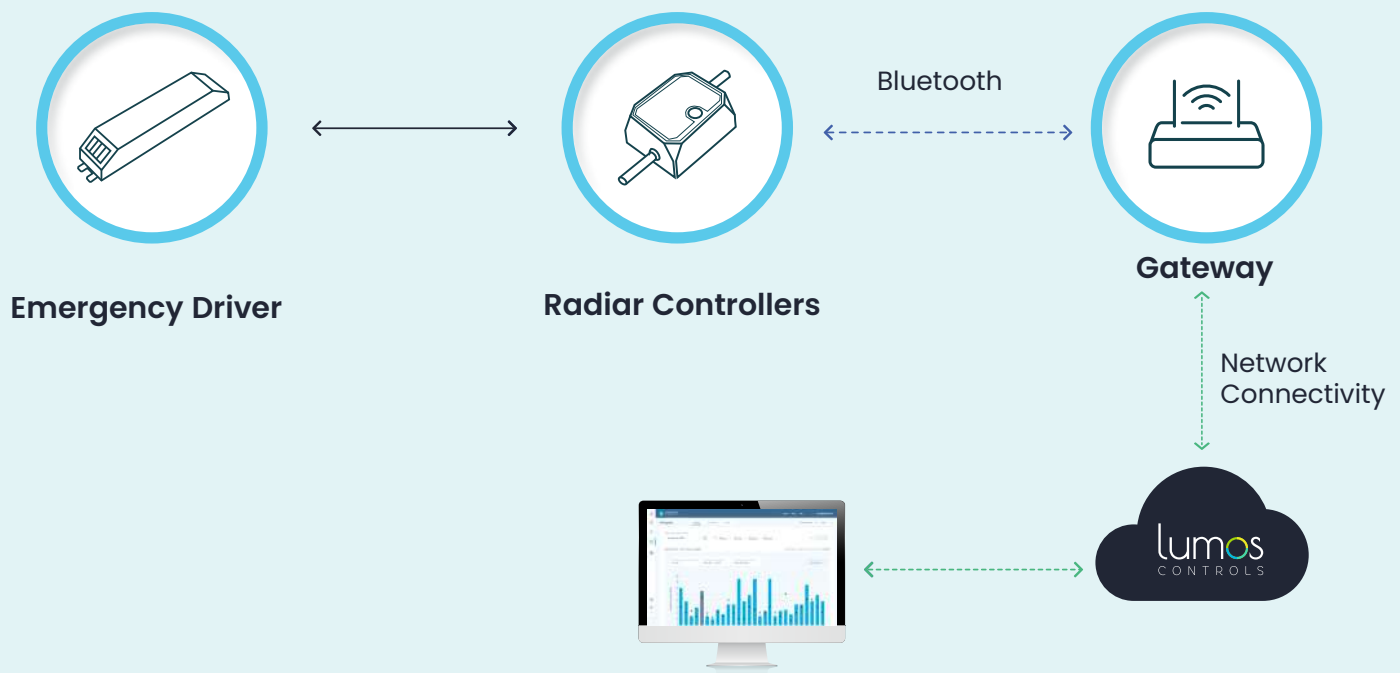 Bluetooth
Emergency Driver
Radiar Controllers
Gateway
Network
Connectivity
lumos
CONTROLS